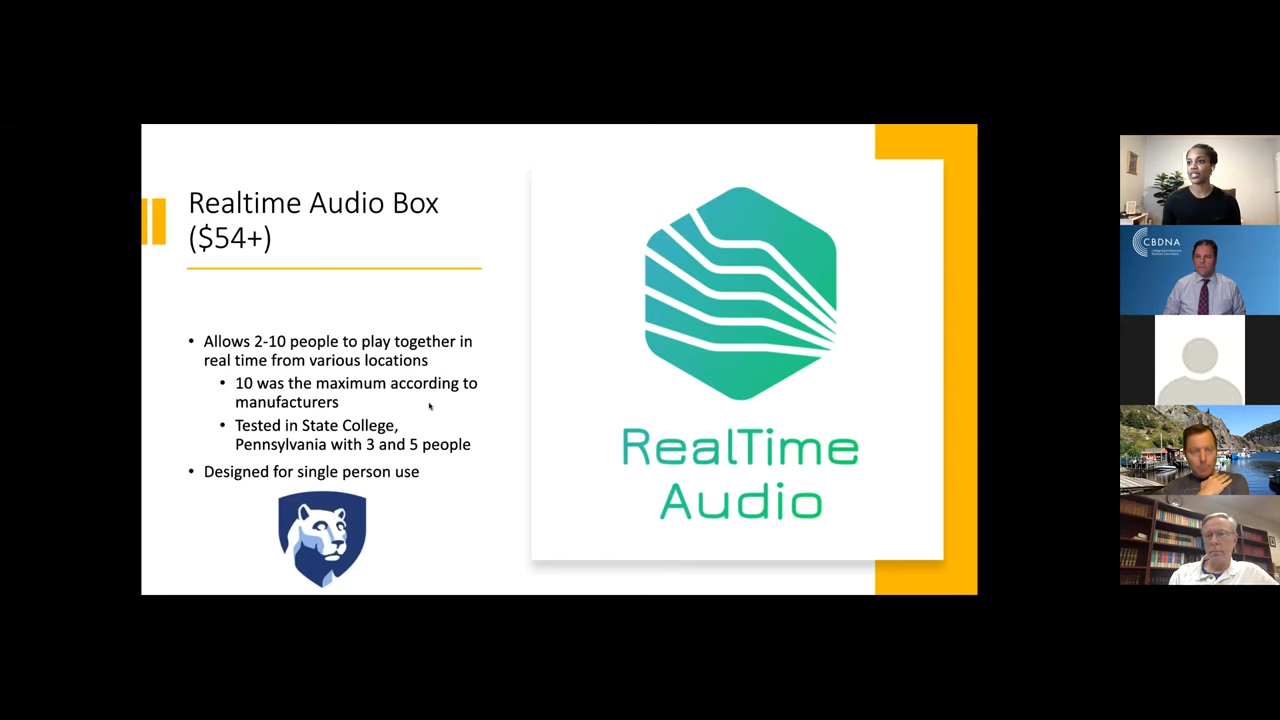 Realtime Audio Box
($54+)
• Allows 2-10 people to play together in
real time from various locations
• 10 was the maximum according to
manufacturers
• Tested in State College,
Pennsylvania with 3 and 5 people
• Designed for single person use
RealTime
Audio
CBDNA